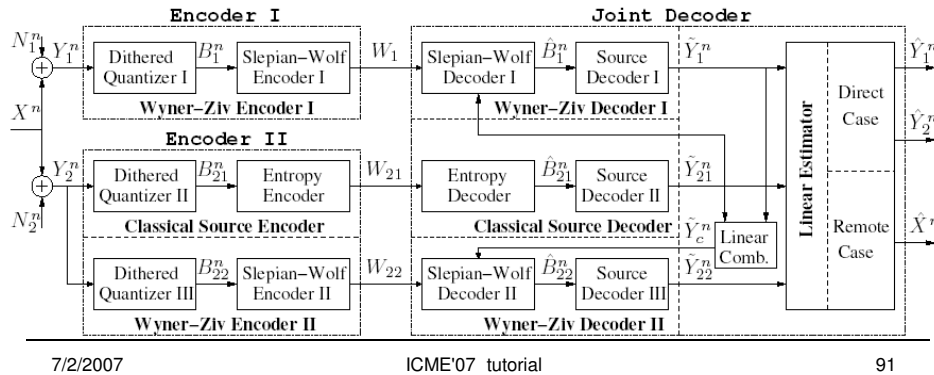 Encoder I
Joint Decoder
N₁ⁿ
Y₁ⁿ
Dithered
Quantizer I
B₁ⁿ
Slepian–Wolf
Encoder I
W₁
Slepian–Wolf
Decoder I
B̂₁ⁿ
Source
Decoder I
Ỹ₁ⁿ
Ŷ₁ⁿ
Wyner–Ziv Encoder I
Wyner–Ziv Decoder I
Xⁿ
Encoder II
Y₂ⁿ
Dithered
Quantizer II
B₂₁ⁿ
Entropy
Encoder
W₂₁
Entropy
Decoder
B̂₂₁ⁿ
Source
Decoder II
Ỹ₂₁ⁿ
Linear Estimator
Direct
Case
Ŷ₂ⁿ
N₂ⁿ
Classical Source Encoder
Classical Source Decoder
Ỹ_cⁿ
Linear
Comb.
Remote
Case
X̂ⁿ
Dithered
Quantizer III
B₂₂ⁿ
Slepian–Wolf
Encoder II
W₂₂
Slepian–Wolf
Decoder II
B̂₂₂ⁿ
Source
Decoder III
Ỹ₂₂ⁿ
Wyner–Ziv Encoder II
Wyner–Ziv Decoder II
7/2/2007
ICME'07 tutorial
91